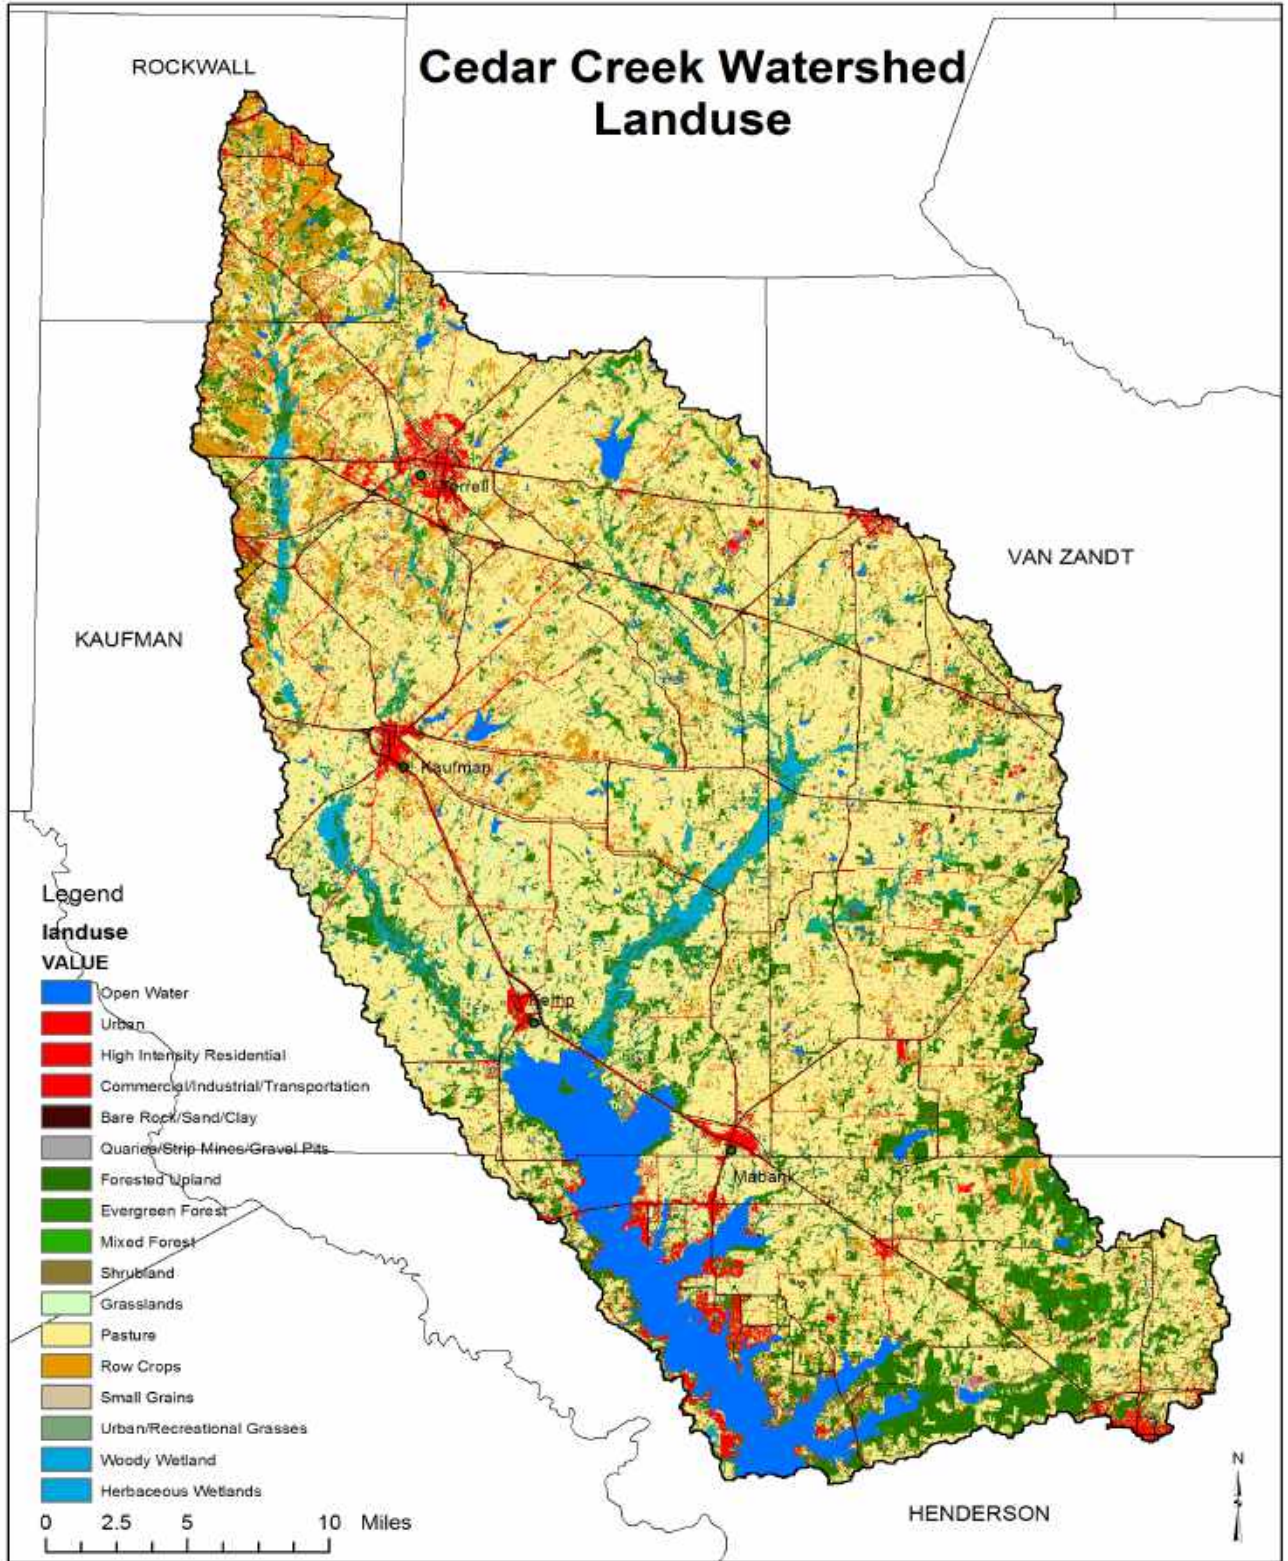 Cedar Creek Watershed
Landuse
ROCKWALL
Terrell
VAN ZANDT
KAUFMAN
Kaufman
Kemp
Mabank
HENDERSON
Legend
landuse
VALUE
Open Water
Urban
High Intensity Residential
Commercial/Industrial/Transportation
Bare Rock/Sand/Clay
Quaries/Strip Mines/Gravel Pits
Forested Upland
Evergreen Forest
Mixed Forest
Shrubland
Grasslands
Pasture
Row Crops
Small Grains
Urban/Recreational Grasses
Woody Wetland
Herbaceous Wetlands
0 2.5 5 10 Miles
N